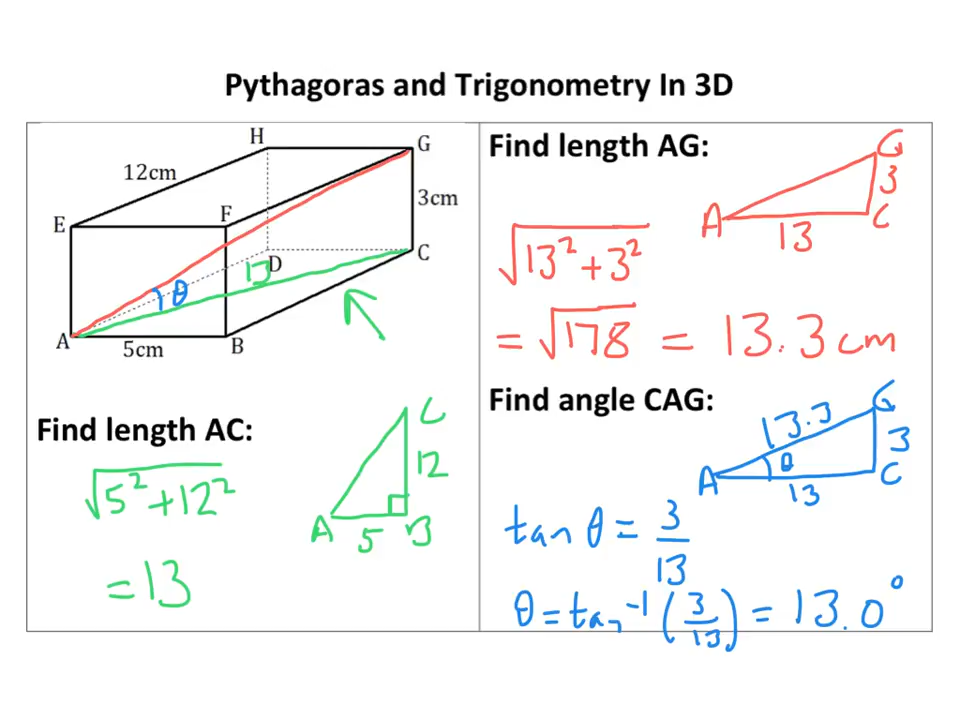 Pythagoras and Trigonometry In 3D
H
G
12cm
E
F
3cm
D
C
13
θ
A
5cm
B
Find length AC:
√5²+12²
=13
C
12
A
5
B
Find length AG:
G
3
A
13
C
√13²+3²
=√178 = 13.3cm
Find angle CAG:
G
13.3
3
θ
A
13
C
tan θ = 3/13
θ = tan⁻¹(3/13) = 13.0°